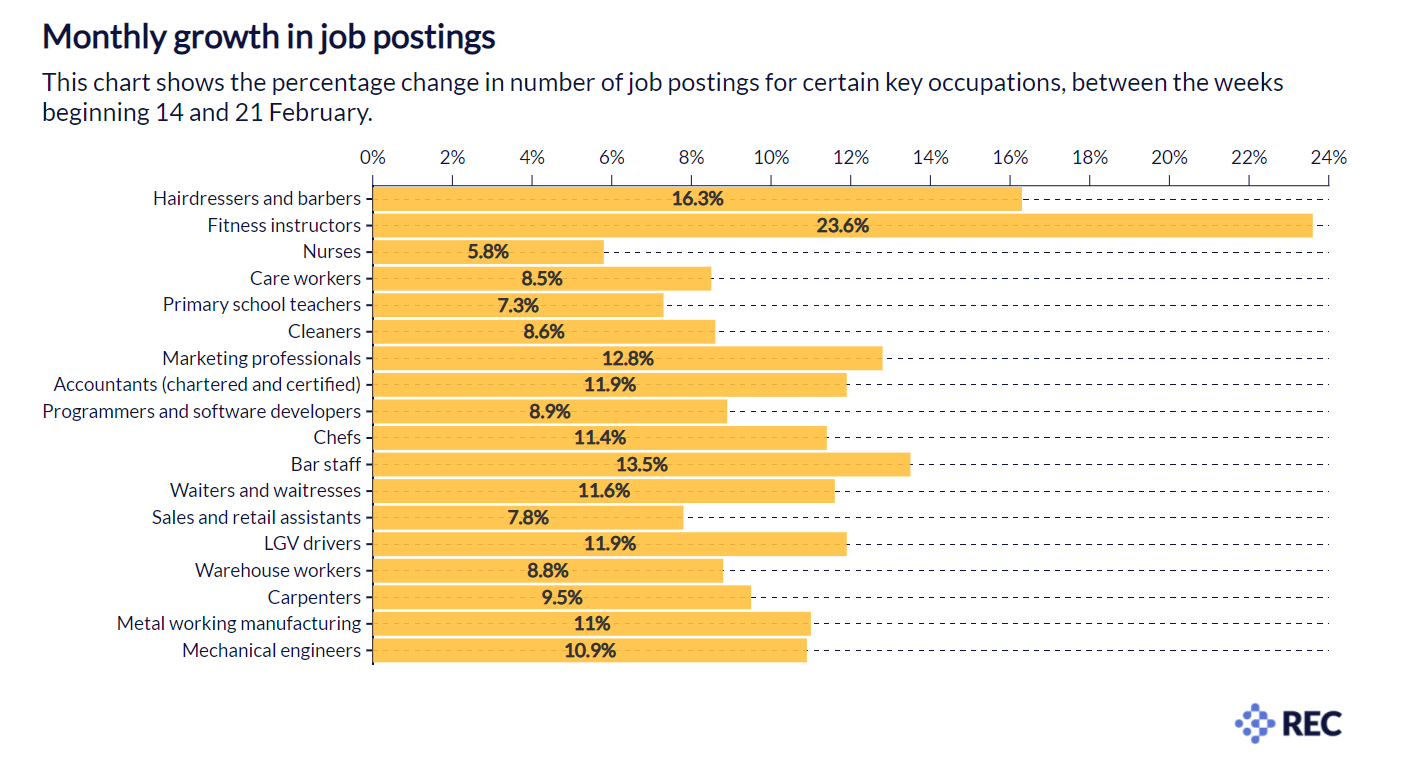 Monthly growth in job postings
This chart shows the percentage change in number of job postings for certain key occupations, between the weeks
beginning 14 and 21 February.
0% 2% 4% 6% 8% 10% 12% 14% 16% 18% 20% 22% 24%
Hairdressers and barbers 16.3%
Fitness instructors 23.6%
Nurses 5.8%
Care workers 8.5%
Primary school teachers 7.3%
Cleaners 8.6%
Marketing professionals 12.8%
Accountants (chartered and certified) 11.9%
Programmers and software developers 8.9%
Chefs 11.4%
Bar staff 13.5%
Waiters and waitresses 11.6%
Sales and retail assistants 7.8%
LGV drivers 11.9%
Warehouse workers 8.8%
Carpenters 9.5%
Metal working manufacturing 11%
Mechanical engineers 10.9%
REC